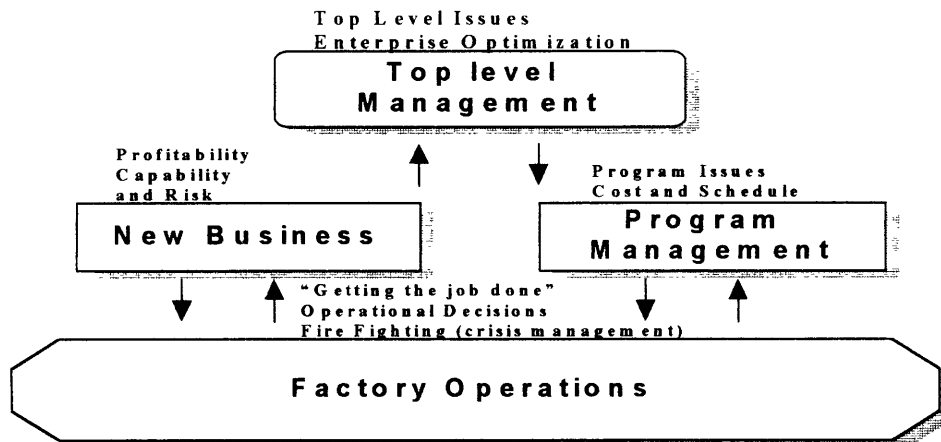 Top Level Issues
Enterprise Optimization
Top level
Management
Profitability
Capability
and Risk
New Business
Program Issues
Cost and Schedule
Program
Management
“Getting the job done”
Operational Decisions
Fire Fighting (crisis management)
Factory Operations